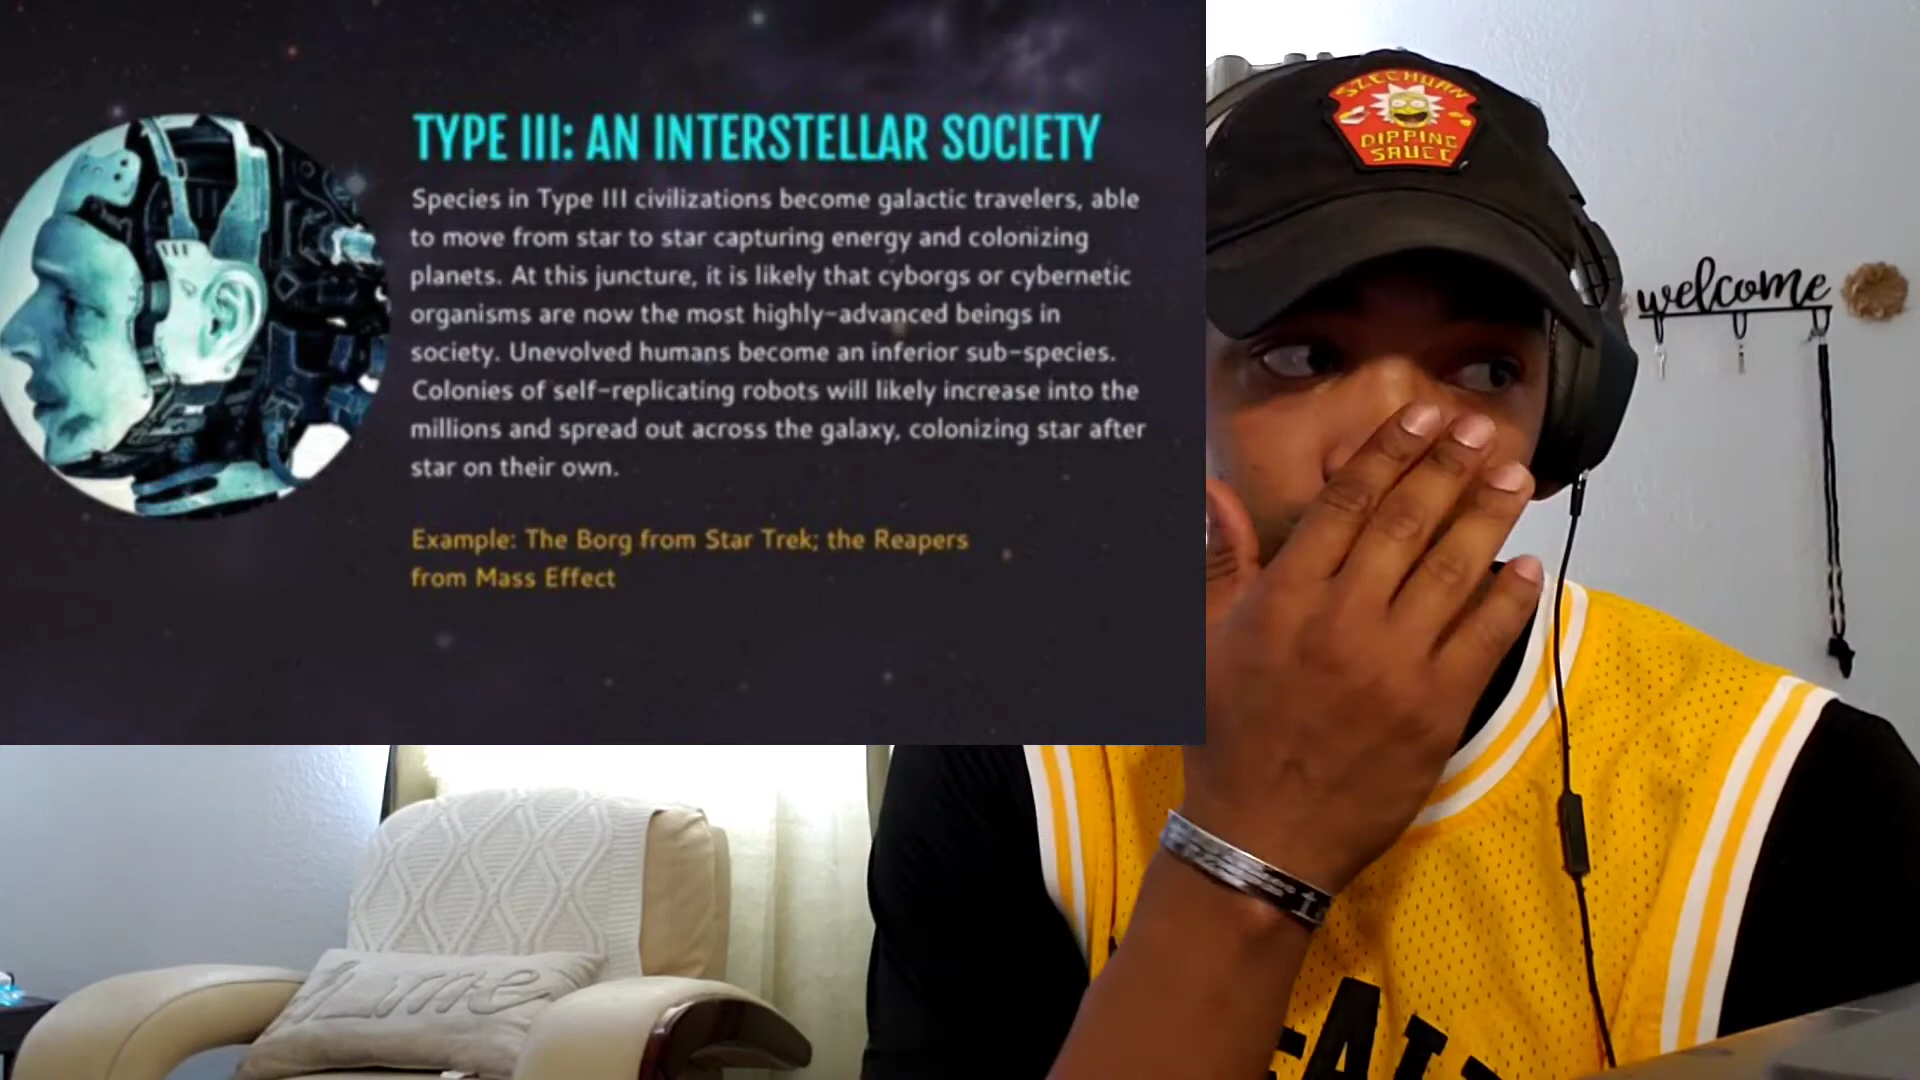 TYPE III: AN INTERSTELLAR SOCIETY
Species in Type III civilizations become galactic travelers, able
to move from star to star capturing energy and colonizing
planets. At this juncture, it is likely that cyborgs or cybernetic
organisms are now the most highly-advanced beings in
society. Unevolved humans become an inferior sub-species.
Colonies of self-replicating robots will likely increase into the
millions and spread out across the galaxy, colonizing star after
star on their own.
Example: The Borg from Star Trek; the Reapers
from Mass Effect
SZECHUAN
DIPPING
SAUCE
welcome